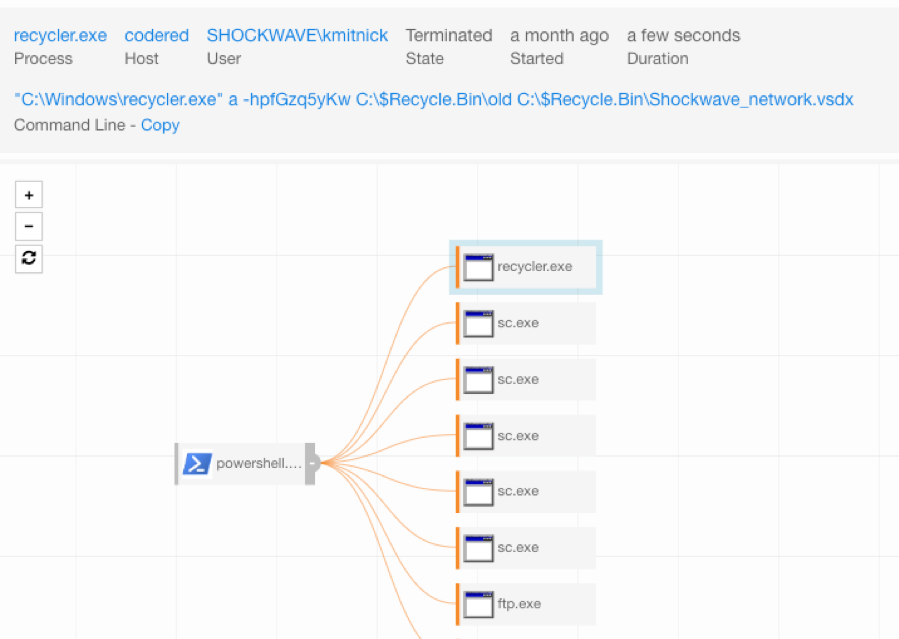 recycler.exe codered SHOCKWAVE\kmitnick Terminated a month ago a few seconds
Process Host User State Started Duration
"C:\Windows\recycler.exe" a -hpfGzq5yKw C:\$Recycle.Bin\old C:\$Recycle.Bin\Shockwave_network.vsdx
Command Line - Copy
+
−
recycler.exe
sc.exe
sc.exe
sc.exe
powershell....
sc.exe
sc.exe
ftp.exe